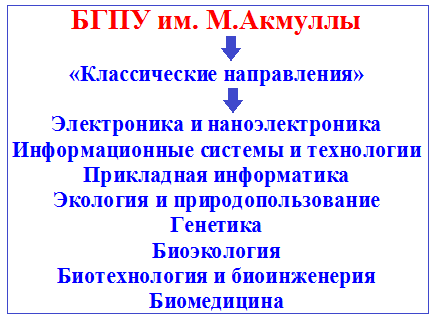 БГПУ им. М.Акмуллы
«Классические направления»
Электроника и наноэлектроника
Информационные системы и технологии
Прикладная информатика
Экология и природопользование
Генетика
Биоэкология
Биотехнология и биоинженерия
Биомедицина